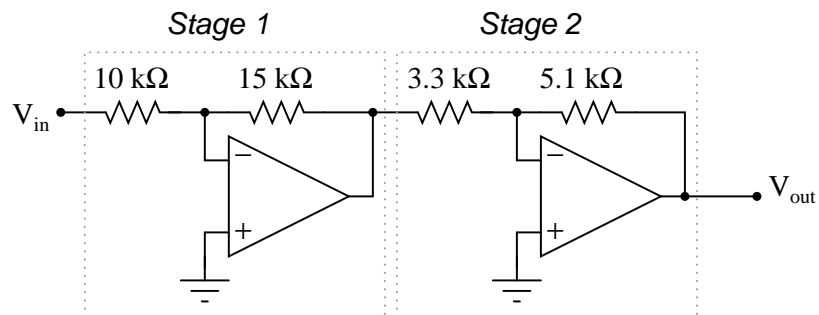 Stage 1 Stage 2
10 kΩ 15 kΩ 3.3 kΩ 5.1 kΩ
Vin
−
−
Vout
+
+